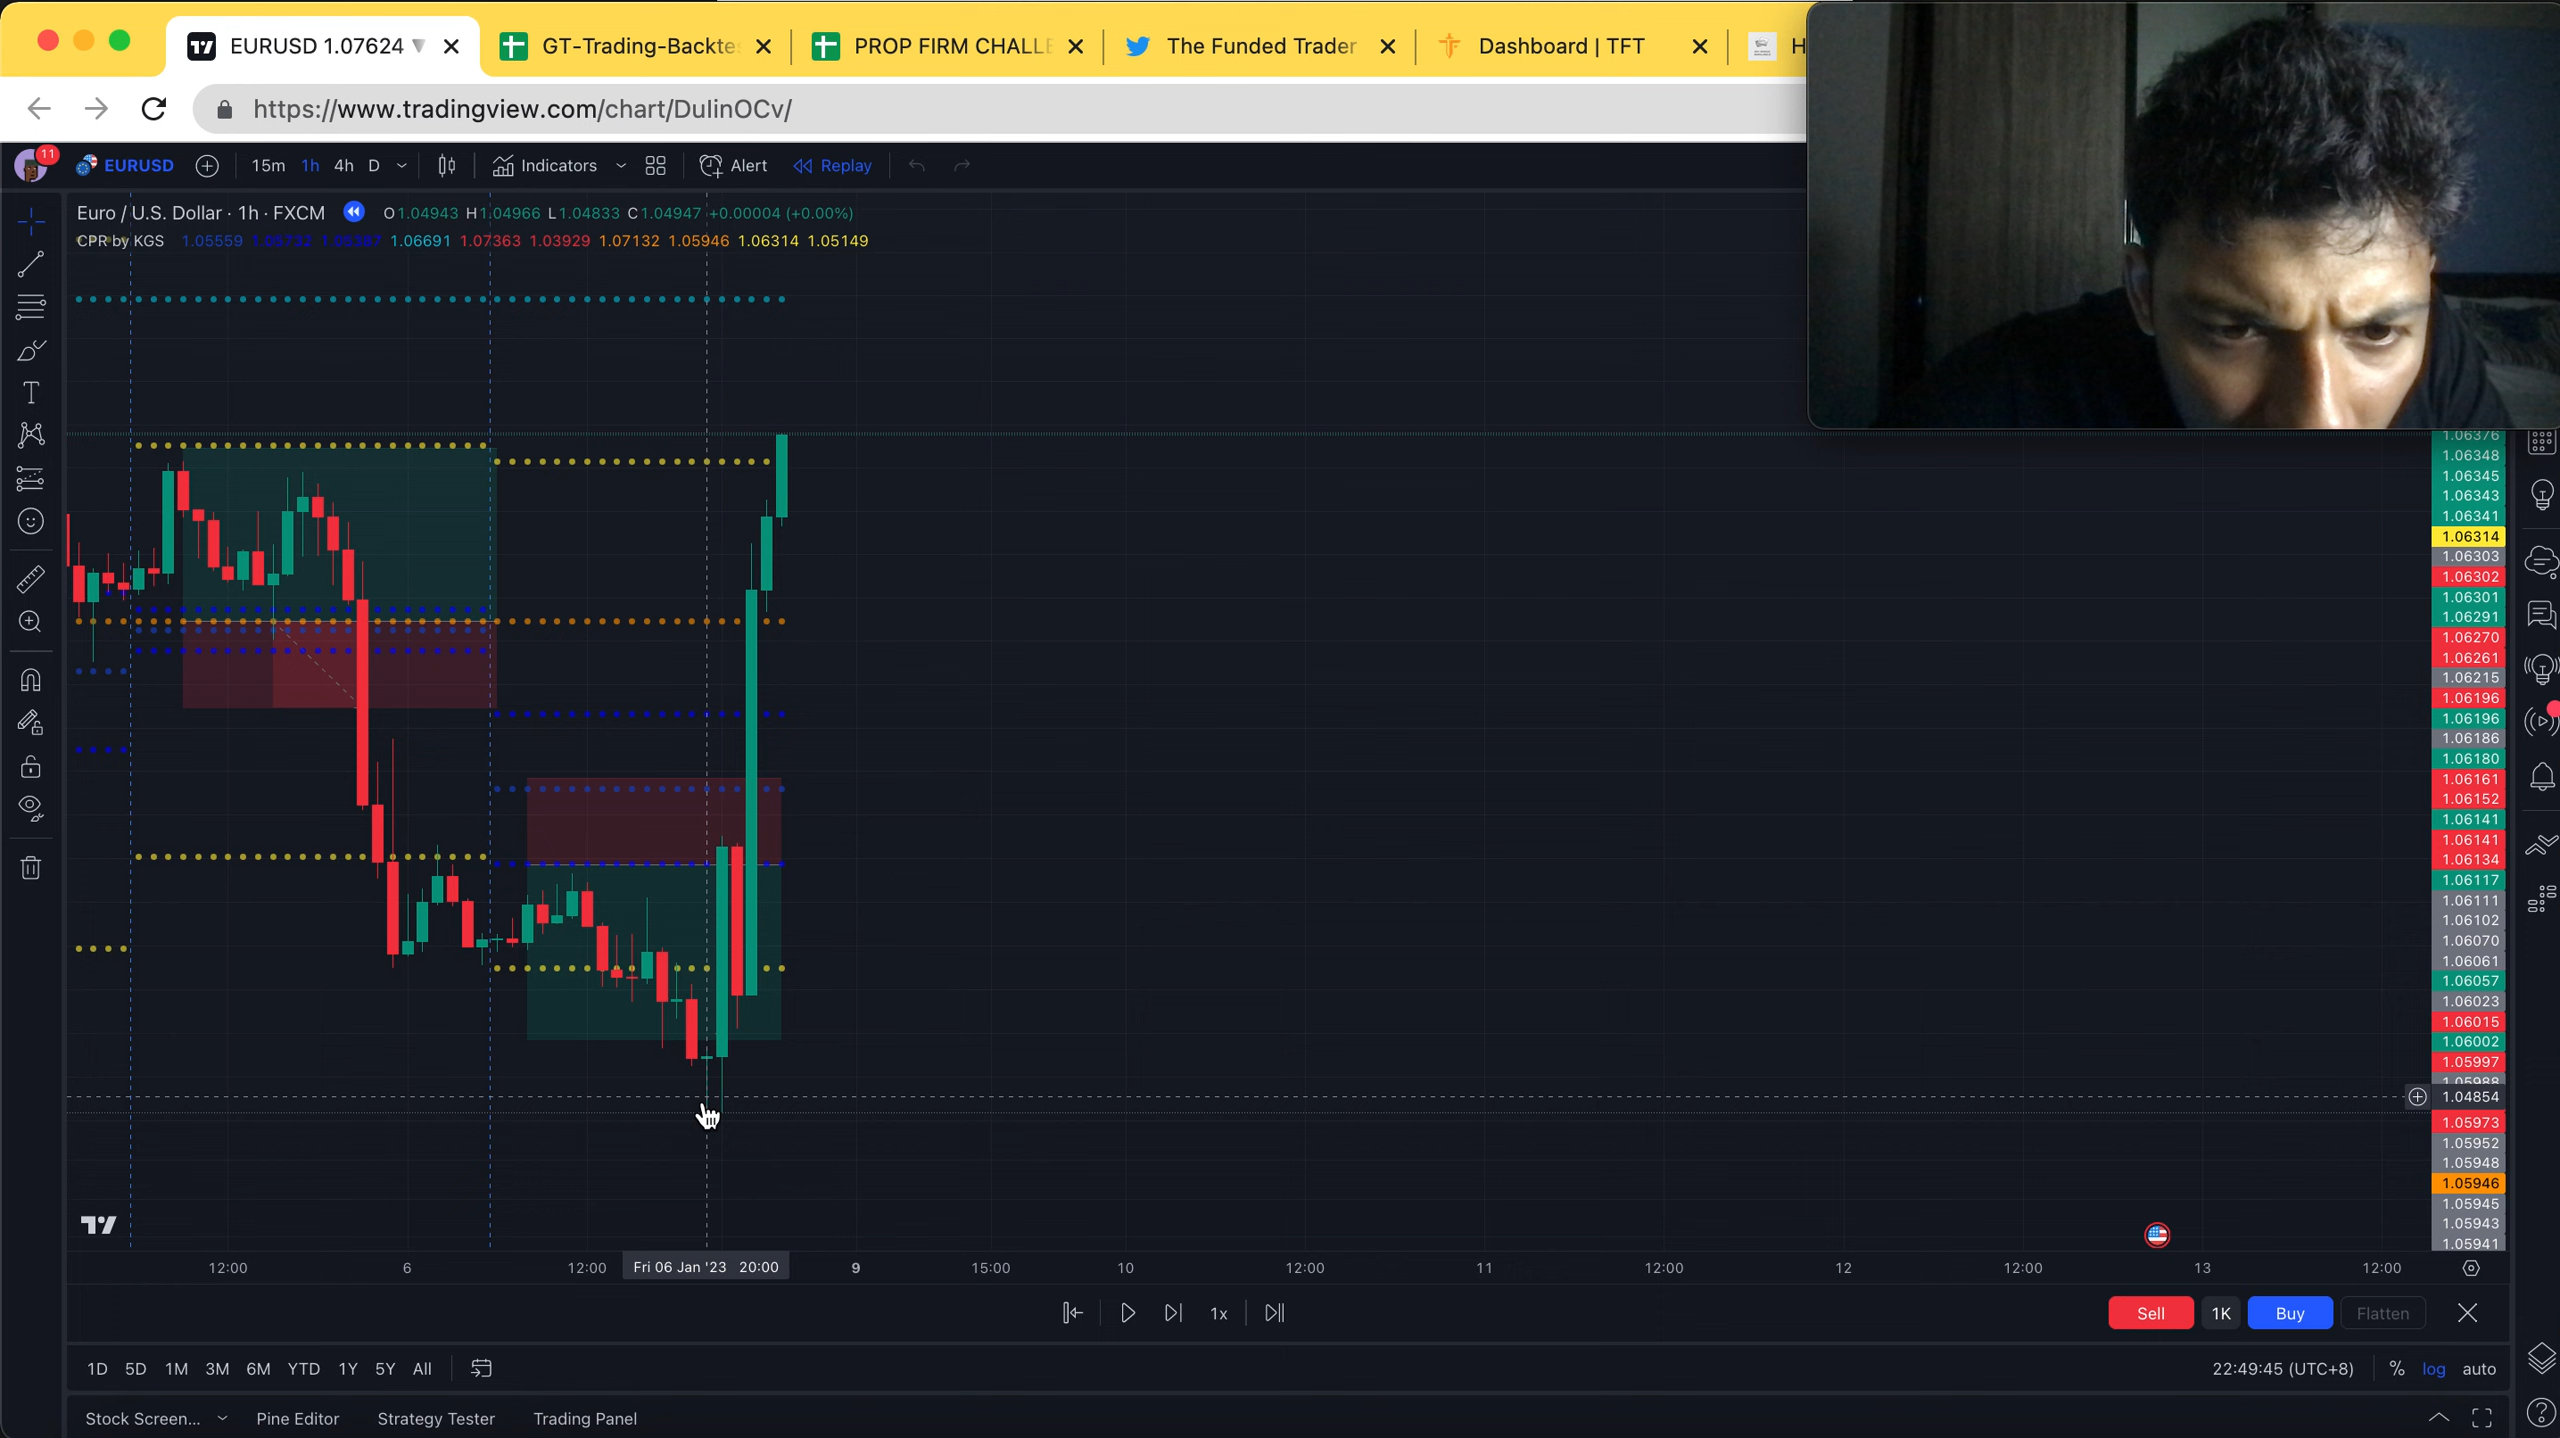 EURUSD 1.07624
GT-Trading-Backte
PROP FIRM CHALLE
The Funded Trader
Dashboard | TFT
H
https://www.tradingview.com/chart/DulinOCv/
11
EURUSD
15m
1h
4h
D
Indicators
Alert
Replay
Euro / U.S. Dollar · 1h · FXCM
O1.04943 H1.04966 L1.04833 C1.04947 +0.00004 (+0.00%)
CPR by KGS 1.05559 1.06691 1.07363 1.03929 1.07132 1.05946 1.06314 1.05149
1.06376
1.06348
1.06345
1.06343
1.06341
1.06314
1.06303
1.06302
1.06301
1.06291
1.06270
1.06261
1.06215
1.06196
1.06196
1.06186
1.06180
1.06161
1.06152
1.06141
1.06141
1.06134
1.06117
1.06111
1.06102
1.06070
1.06061
1.06057
1.06023
1.06015
1.06002
1.05997
1.05988
1.04854
1.05973
1.05952
1.05948
1.05946
1.05945
1.05943
1.05941
12:00
6
12:00
Fri 06 Jan '23 20:00
9
15:00
10
12:00
11
12:00
12
12:00
13
12:00
1x
Sell
1K
Buy
Flatten
1D 5D 1M 3M 6M YTD 1Y 5Y All
22:49:45 (UTC+8)
%
log
auto
Stock Screen...
Pine Editor
Strategy Tester
Trading Panel